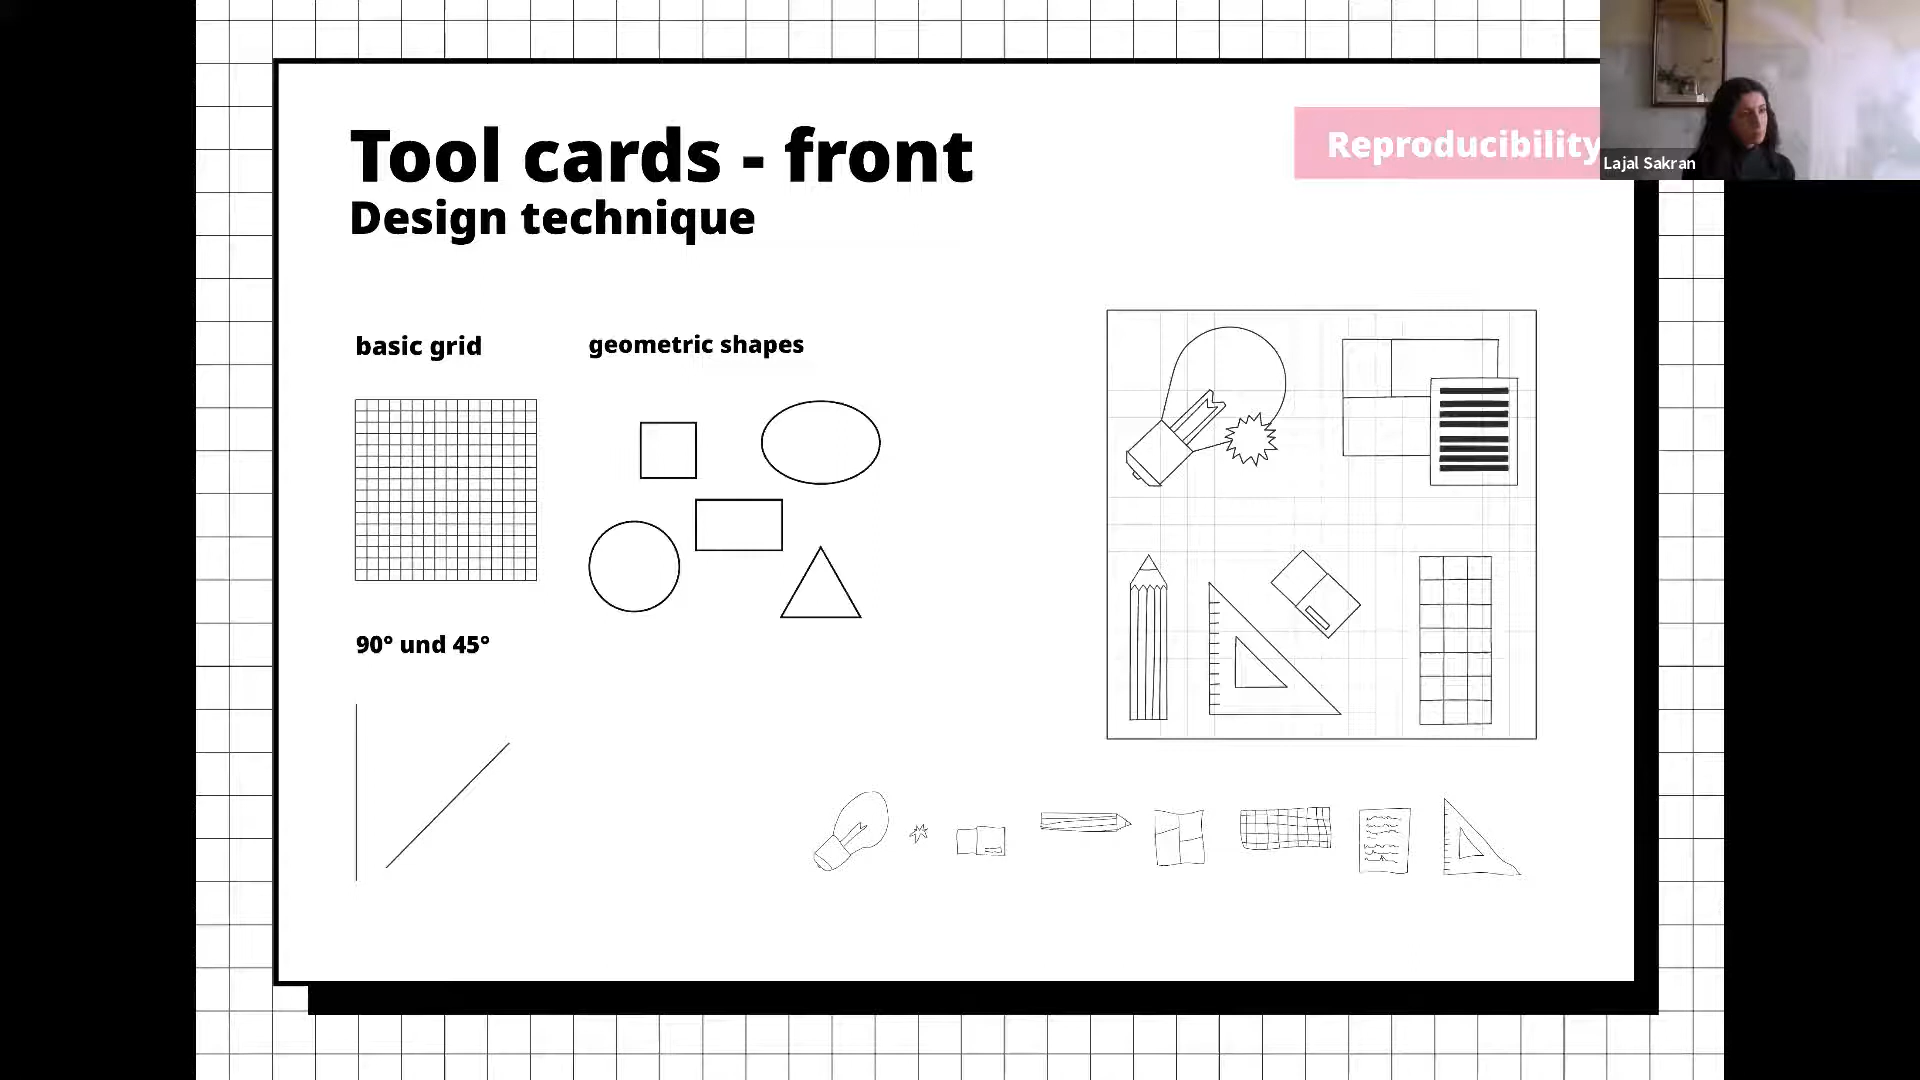 Tool cards - front
Reproducibility
Lajal Sakran
Design technique
basic grid
geometric shapes
90° und 45°